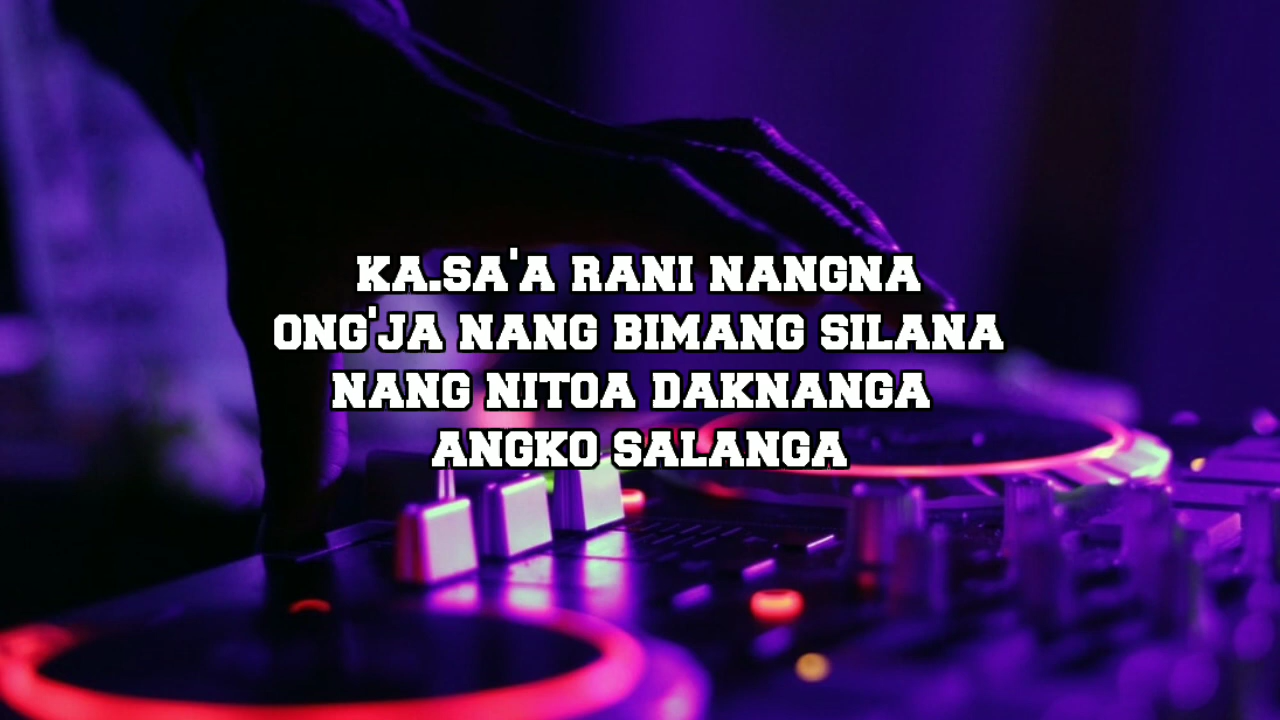 KA.SA'A RANI NANGNA
ONG'JA NANG BIMANG SILANA
NANG NITOA DAKNANGA
ANGKO SALANGA